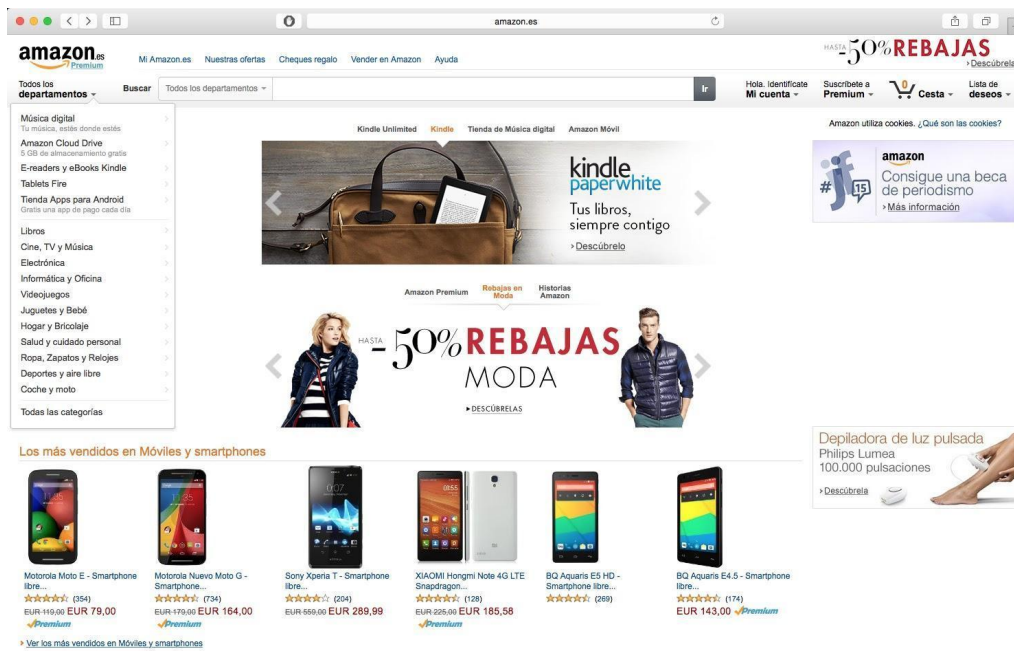 amazon.es
amazon.es
Premium
Mi Amazon.es Nuestras ofertas Cheques regalo Vender en Amazon Ayuda
HASTA -50% REBAJAS
Descúbrela
Todos los
departamentos
Buscar
Todos los departamentos
Ir
Hola. Identifícate
Mi cuenta
Suscríbete a
Premium
0
Cesta
Lista de
deseos
Música digital
Tu música, estés donde estés
Amazon Cloud Drive
5 GB de almacenamiento gratis
E-readers y eBooks Kindle
Tablets Fire
Tienda Apps para Android
Gratis una app de pago cada día
Libros
Cine, TV y Música
Electrónica
Informática y Oficina
Videojuegos
Juguetes y Bebé
Hogar y Bricolaje
Salud y cuidado personal
Ropa, Zapatos y Relojes
Deportes y aire libre
Coche y moto
Todas las categorías
Kindle Unlimited Kindle Tienda de Música digital Amazon Móvil
kindle
paperwhite
Tus libros,
siempre contigo
Descúbrelo
Amazon Premium
Rebajas en
Moda
Historias
Amazon
HASTA -50% REBAJAS
MODA
DESCÚBRELAS
Amazon utiliza cookies. ¿Qué son las cookies?
#jf15
amazon
Consigue una beca
de periodismo
Más información
Depiladora de luz pulsada
Philips Lumea
100.000 pulsaciones
Descúbrela
Los más vendidos en Móviles y smartphones
Motorola Moto E - Smartphone
libre...
(354)
EUR 119,00 EUR 79,00
Premium
Motorola Nuevo Moto G -
Smartphone...
(734)
EUR 179,00 EUR 164,00
Premium
Sony Xperia T - Smartphone
libre...
(204)
EUR 559,00 EUR 289,99
XIAOMI Hongmi Note 4G LTE
Snapdragon...
(128)
EUR 225,00 EUR 185,58
Premium
BQ Aquaris E5 HD -
Smartphone libre...
(269)
BQ Aquaris E4.5 - Smartphone
libre...
(174)
EUR 143,00 Premium
Ver los más vendidos en Móviles y smartphones